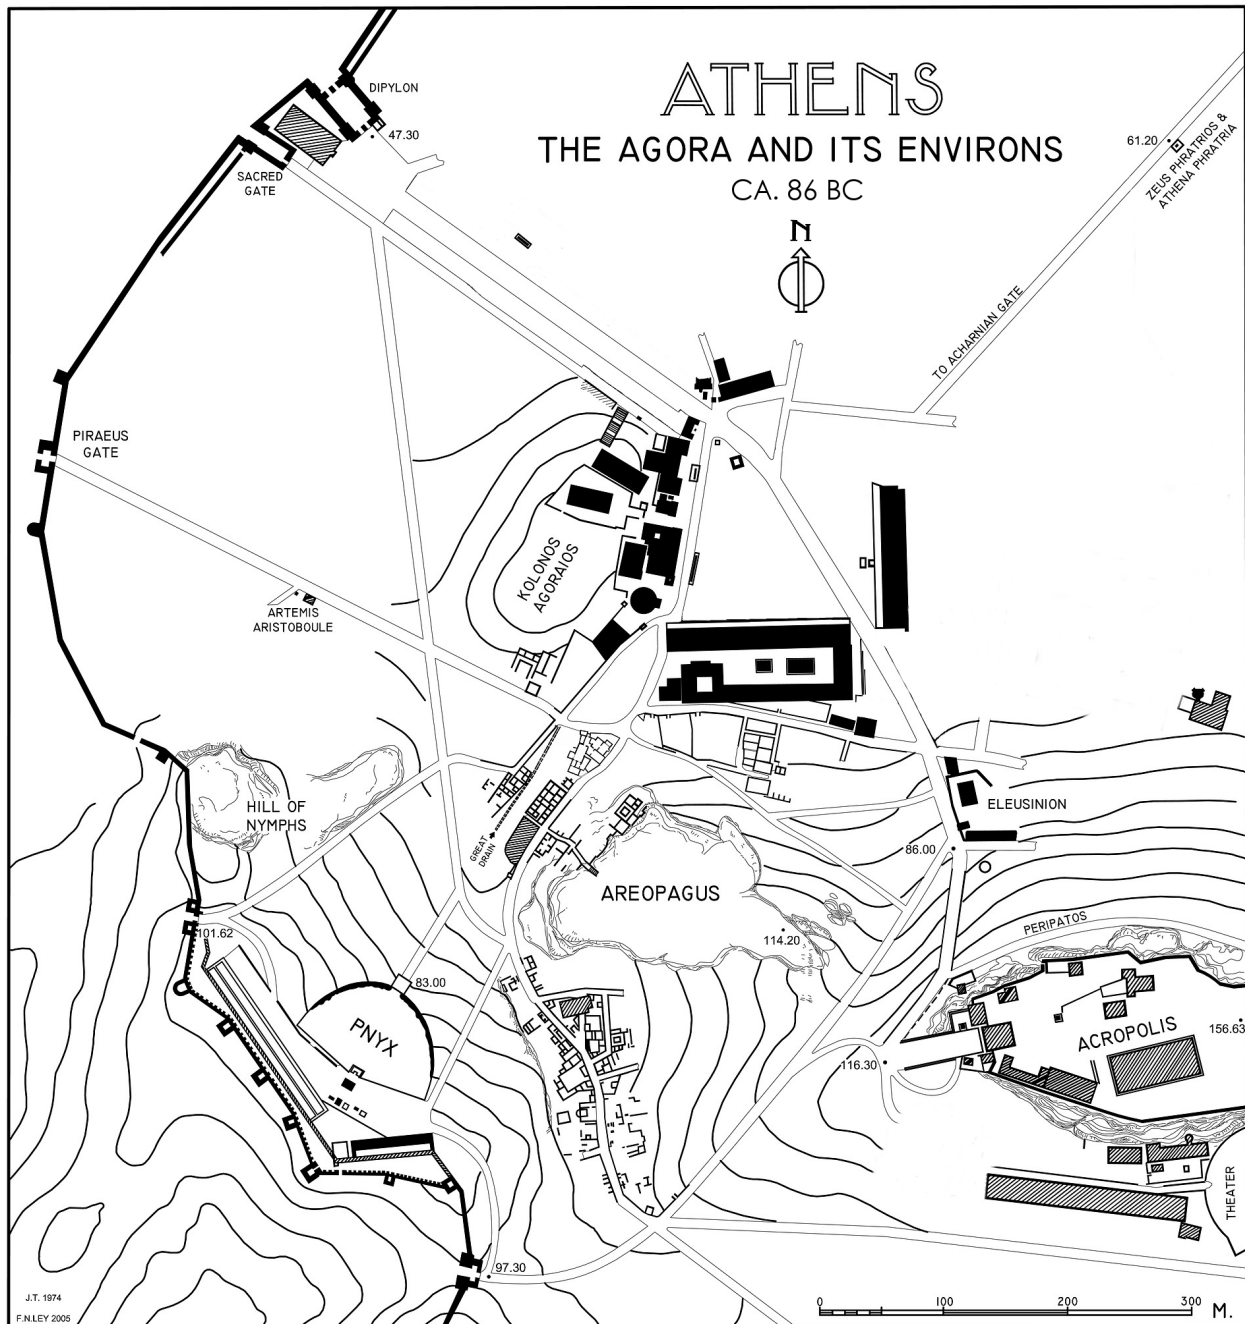 ATHENS
THE AGORA AND ITS ENVIRONS
CA. 86 BC
N
DIPYLON
47.30
SACRED
GATE
61.20
ZEUS PHRATRIOS &
ATHENA PHRATRIA
TO ACHARNIAN GATE
PIRAEUS
GATE
KOLONOS
AGORAIOS
ARTEMIS
ARISTOBOULE
HILL OF
NYMPHS
GREAT
DRAIN
ELEUSINION
86.00
AREOPAGUS
114.20
PERIPATOS
101.62
83.00
PNYX
ACROPOLIS
156.63
116.30
THEATER
97.30
J.T. 1974
F.N.LEY 2005
0 100 200 300
M.